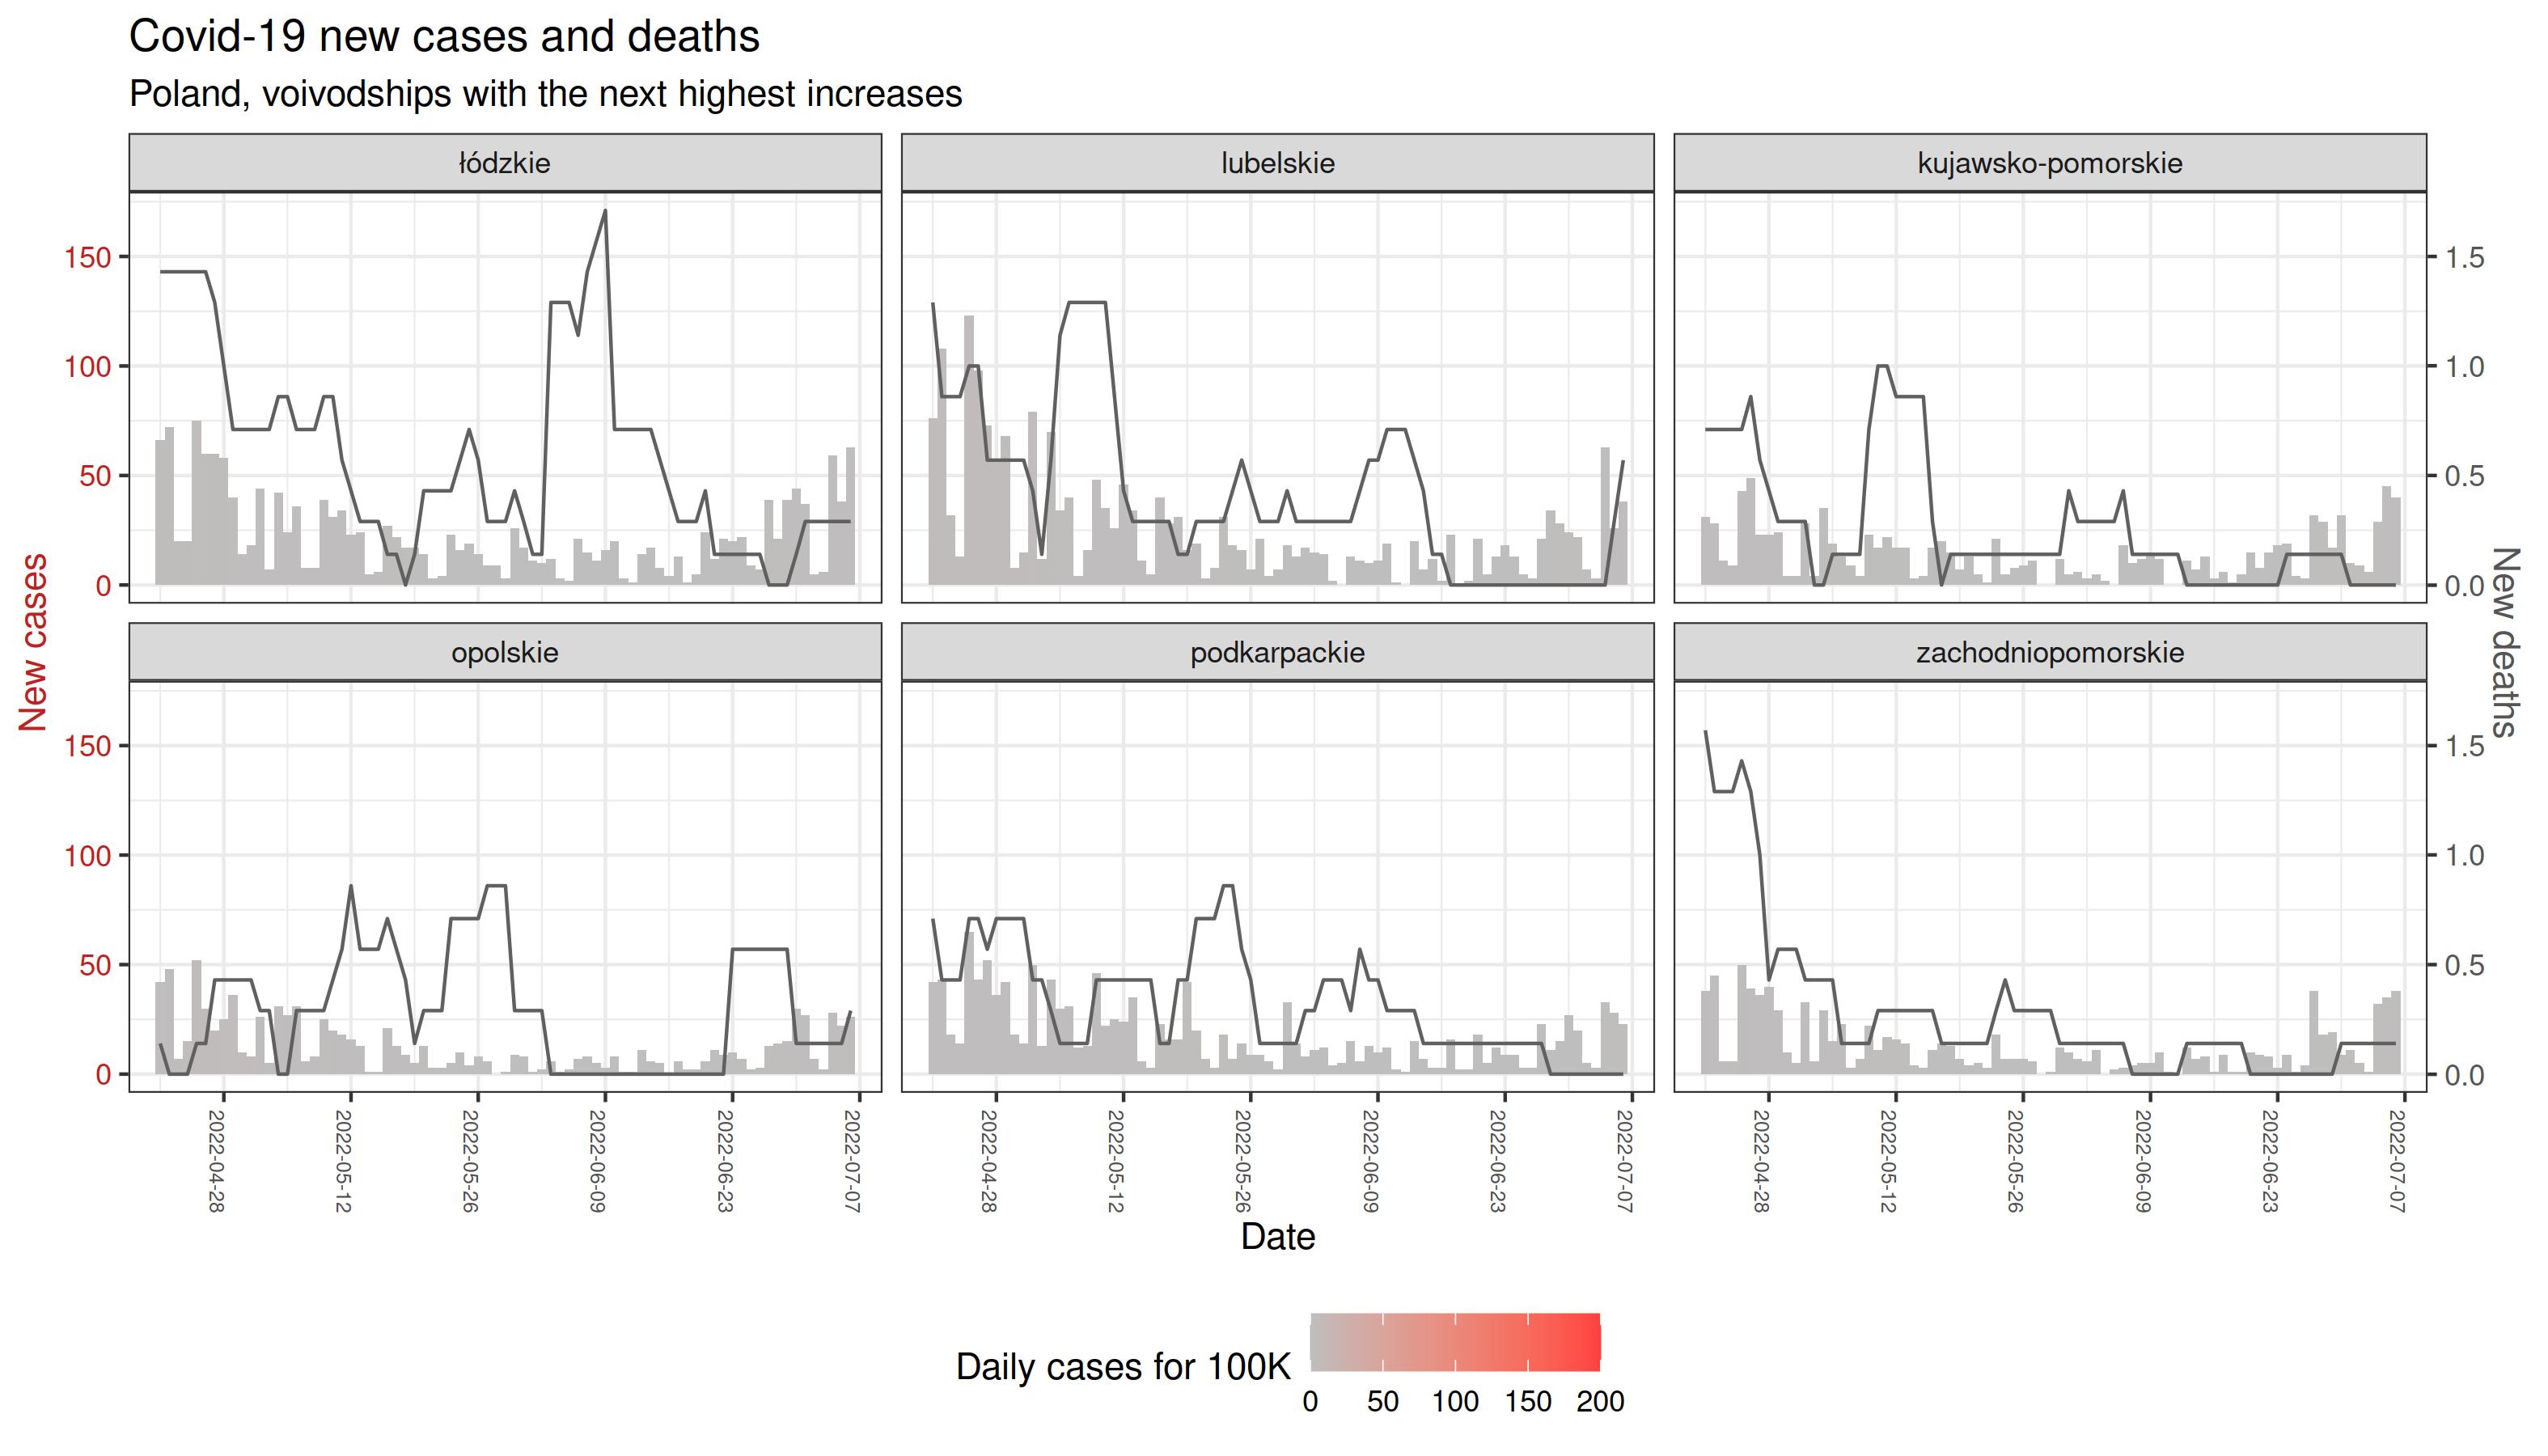 Covid-19 new cases and deaths
Poland, voivodships with the next highest increases
łódzkie
lubelskie
kujawsko-pomorskie
150
100
50
0
1.5
1.0
0.5
0.0
New cases
New deaths
opolskie
podkarpackie
zachodniopomorskie
150
100
50
0
1.5
1.0
0.5
0.0
2022-04-28
2022-05-12
2022-05-26
2022-06-09
2022-06-23
2022-07-07
2022-04-28
2022-05-12
2022-05-26
2022-06-09
2022-06-23
2022-07-07
2022-04-28
2022-05-12
2022-05-26
2022-06-09
2022-06-23
2022-07-07
Date
Daily cases for 100K
0 50 100 150 200